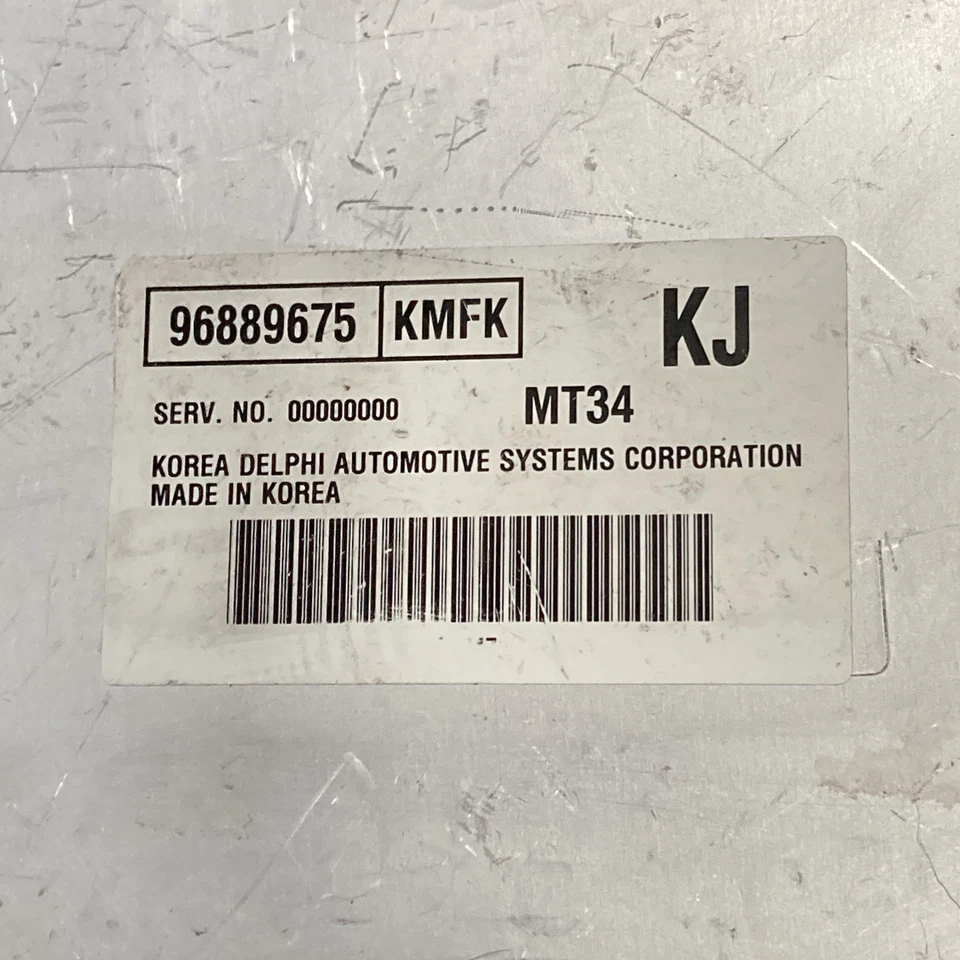 96889675 KMFK KJ
SERV. NO. 00000000 MT34
KOREA DELPHI AUTOMOTIVE SYSTEMS CORPORATION
MADE IN KOREA